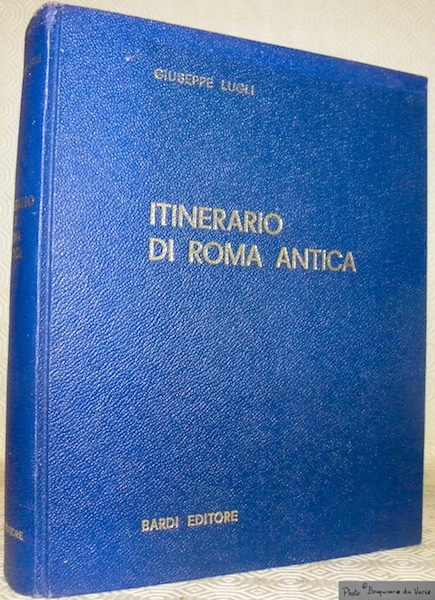 GIUSEPPE LUGLI
ITINERARIO
DI ROMA ANTICA
BARDI EDITORE
Photo © Bouquinerie du Varis